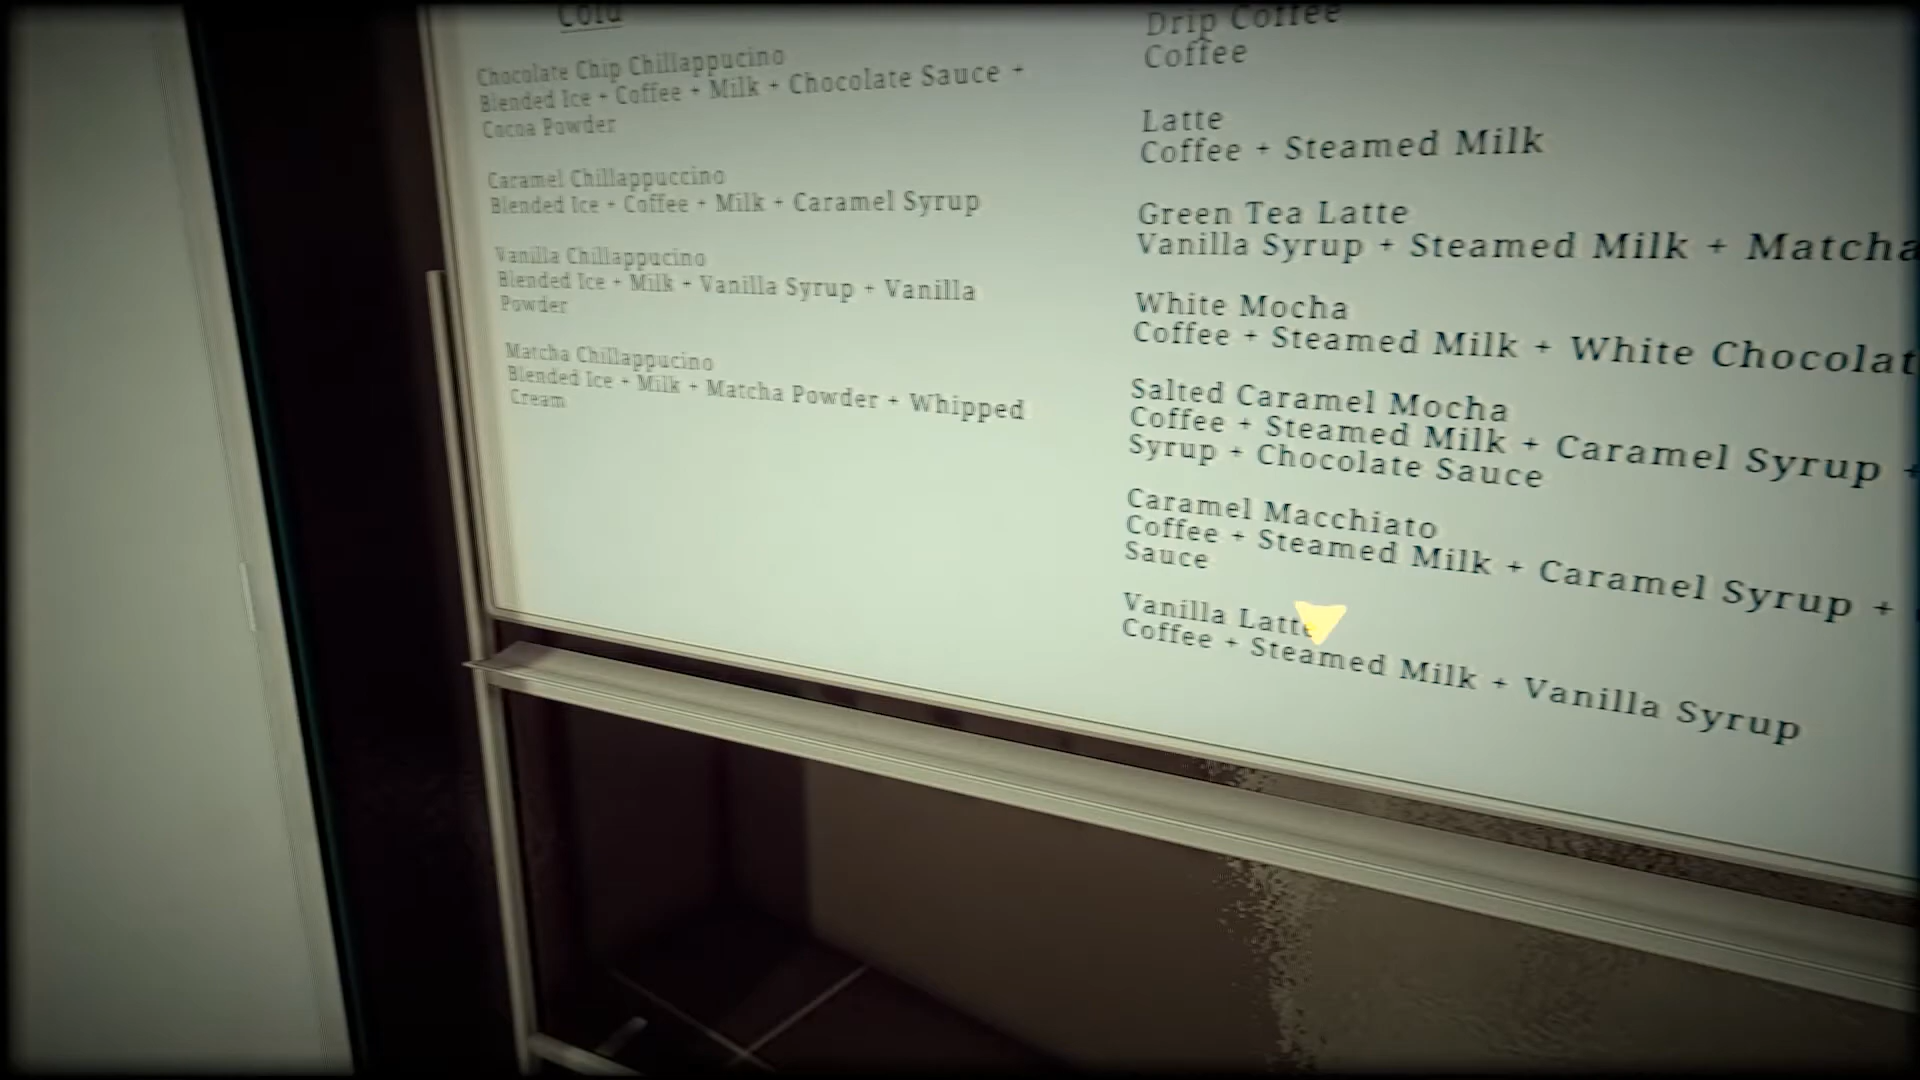 Cold
Chocolate Chip Chillappucino
Blended Ice + Coffee + Milk + Chocolate Sauce +
Cocoa Powder
Caramel Chillappuccino
Blended Ice + Coffee + Milk + Caramel Syrup
Vanilla Chillappucino
Blended Ice + Milk + Vanilla Syrup + Vanilla
Powder
Matcha Chillappucino
Blended Ice + Milk + Matcha Powder + Whipped
Cream
Drip Coffee
Coffee
Latte
Coffee + Steamed Milk
Green Tea Latte
Vanilla Syrup + Steamed Milk + Matcha
White Mocha
Coffee + Steamed Milk + White Chocolat
Salted Caramel Mocha
Coffee + Steamed Milk + Caramel Syrup +
Syrup + Chocolate Sauce
Caramel Macchiato
Coffee + Steamed Milk + Caramel Syrup +
Sauce
Vanilla Latte
Coffee + Steamed Milk + Vanilla Syrup